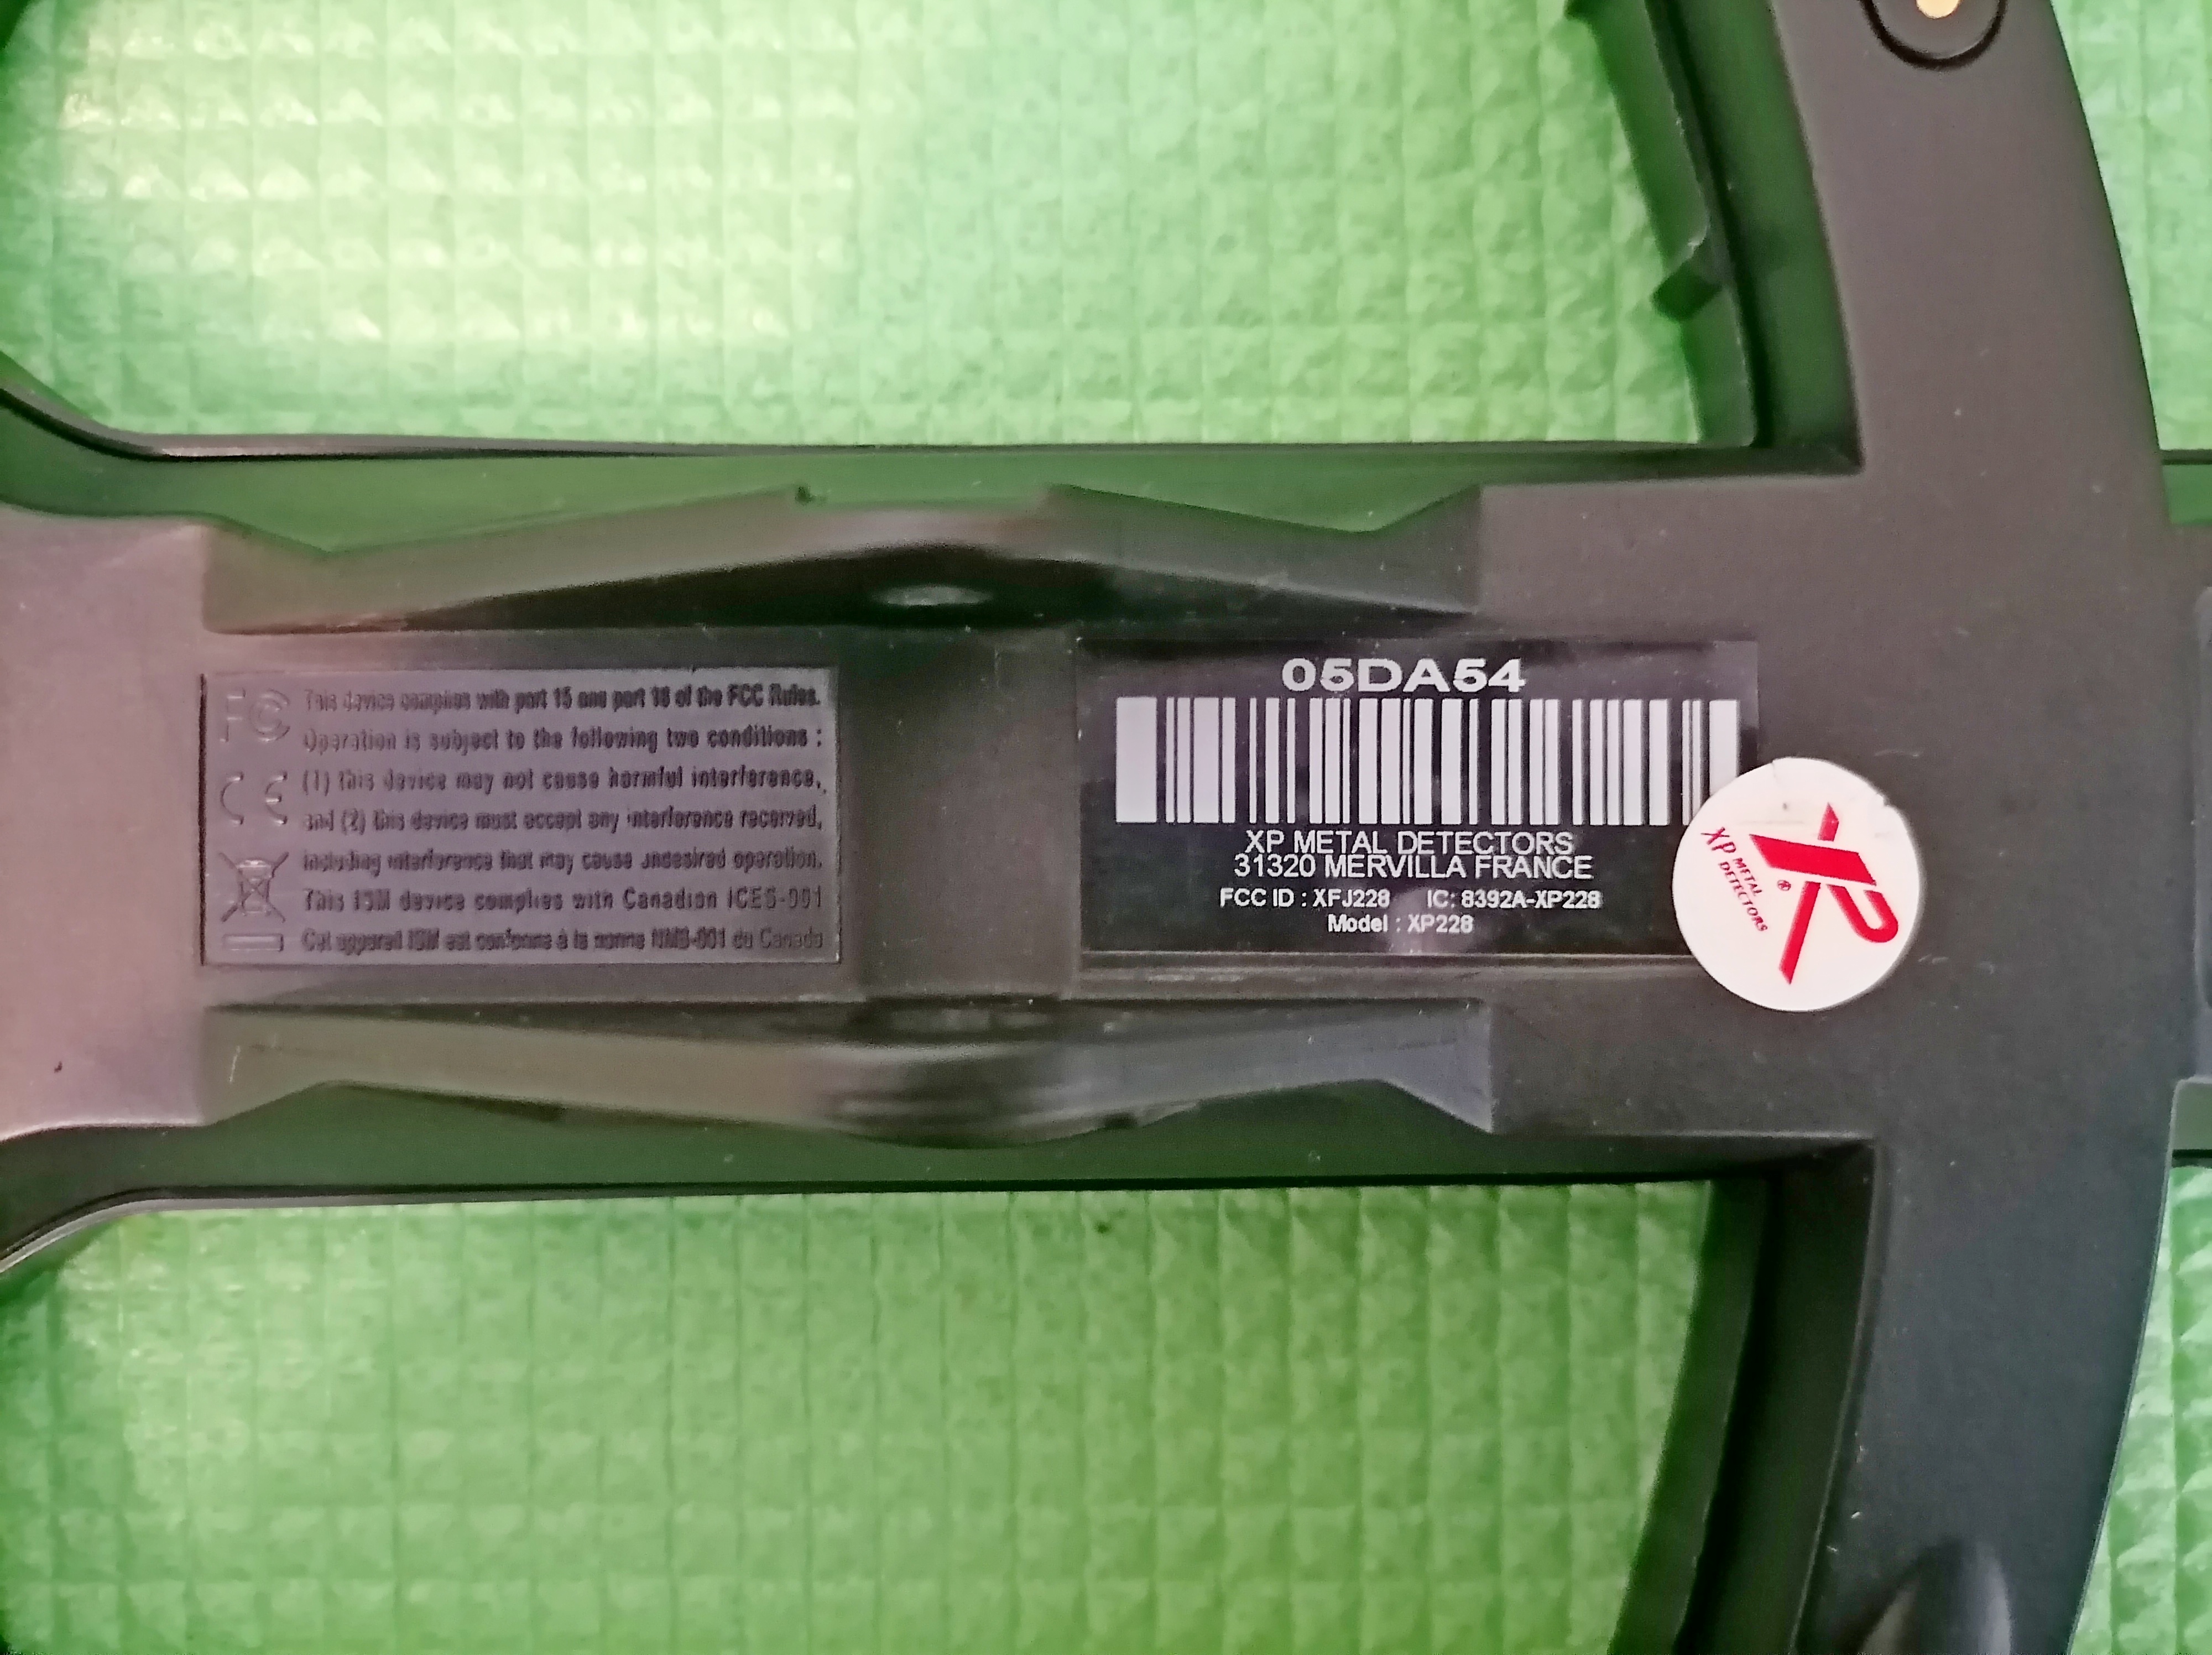 FC
CE
This device complies with part 15 and part 18 of the FCC Rules.
Operation is subject to the following two conditions :
(1) this device may not cause harmful interference,
and (2) this device must accept any interference received,
including interference that may cause undesired operation.
This ISM device complies with Canadian ICES-001
Cet appareil ISM est conforme à la norme NMB-001 du Canada
05DA54
XP METAL DETECTORS
31320 MERVILLA FRANCE
FCC ID : XFJ228 IC: 8392A-XP228
Model : XP228
XP ®
XP METAL
DETECTORS